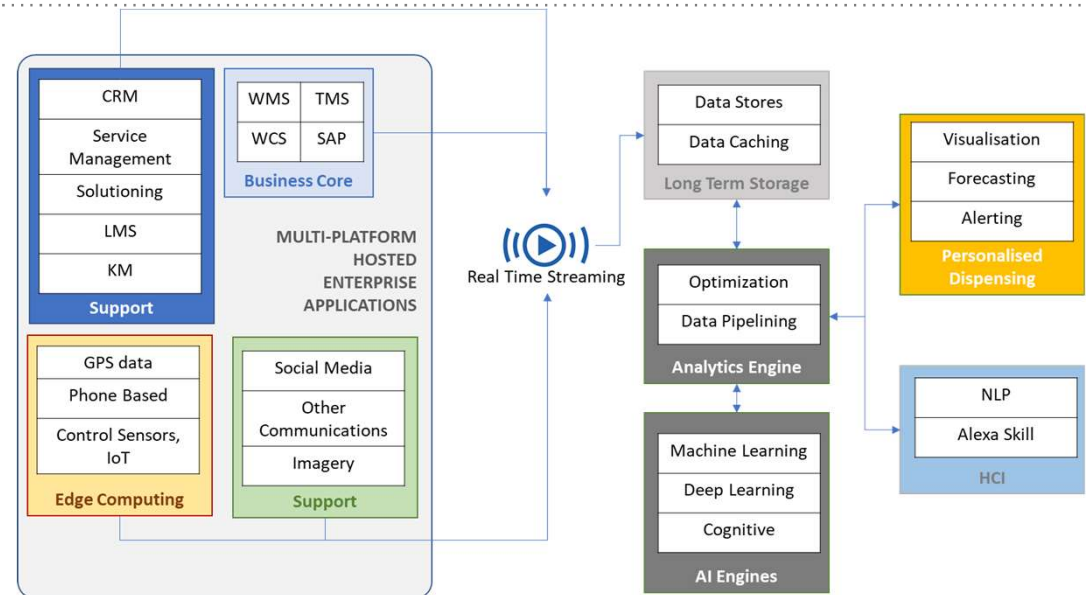 CRM
Service
Management
Solutioning
LMS
KM
Support
WMS
TMS
WCS
SAP
Business Core
MULTI-PLATFORM
HOSTED
ENTERPRISE
APPLICATIONS
GPS data
Phone Based
Control Sensors,
IoT
Edge Computing
Social Media
Other
Communications
Imagery
Support
Real Time Streaming
Data Stores
Data Caching
Long Term Storage
Optimization
Data Pipelining
Analytics Engine
Machine Learning
Deep Learning
Cognitive
AI Engines
Visualisation
Forecasting
Alerting
Personalised
Dispensing
NLP
Alexa Skill
HCI